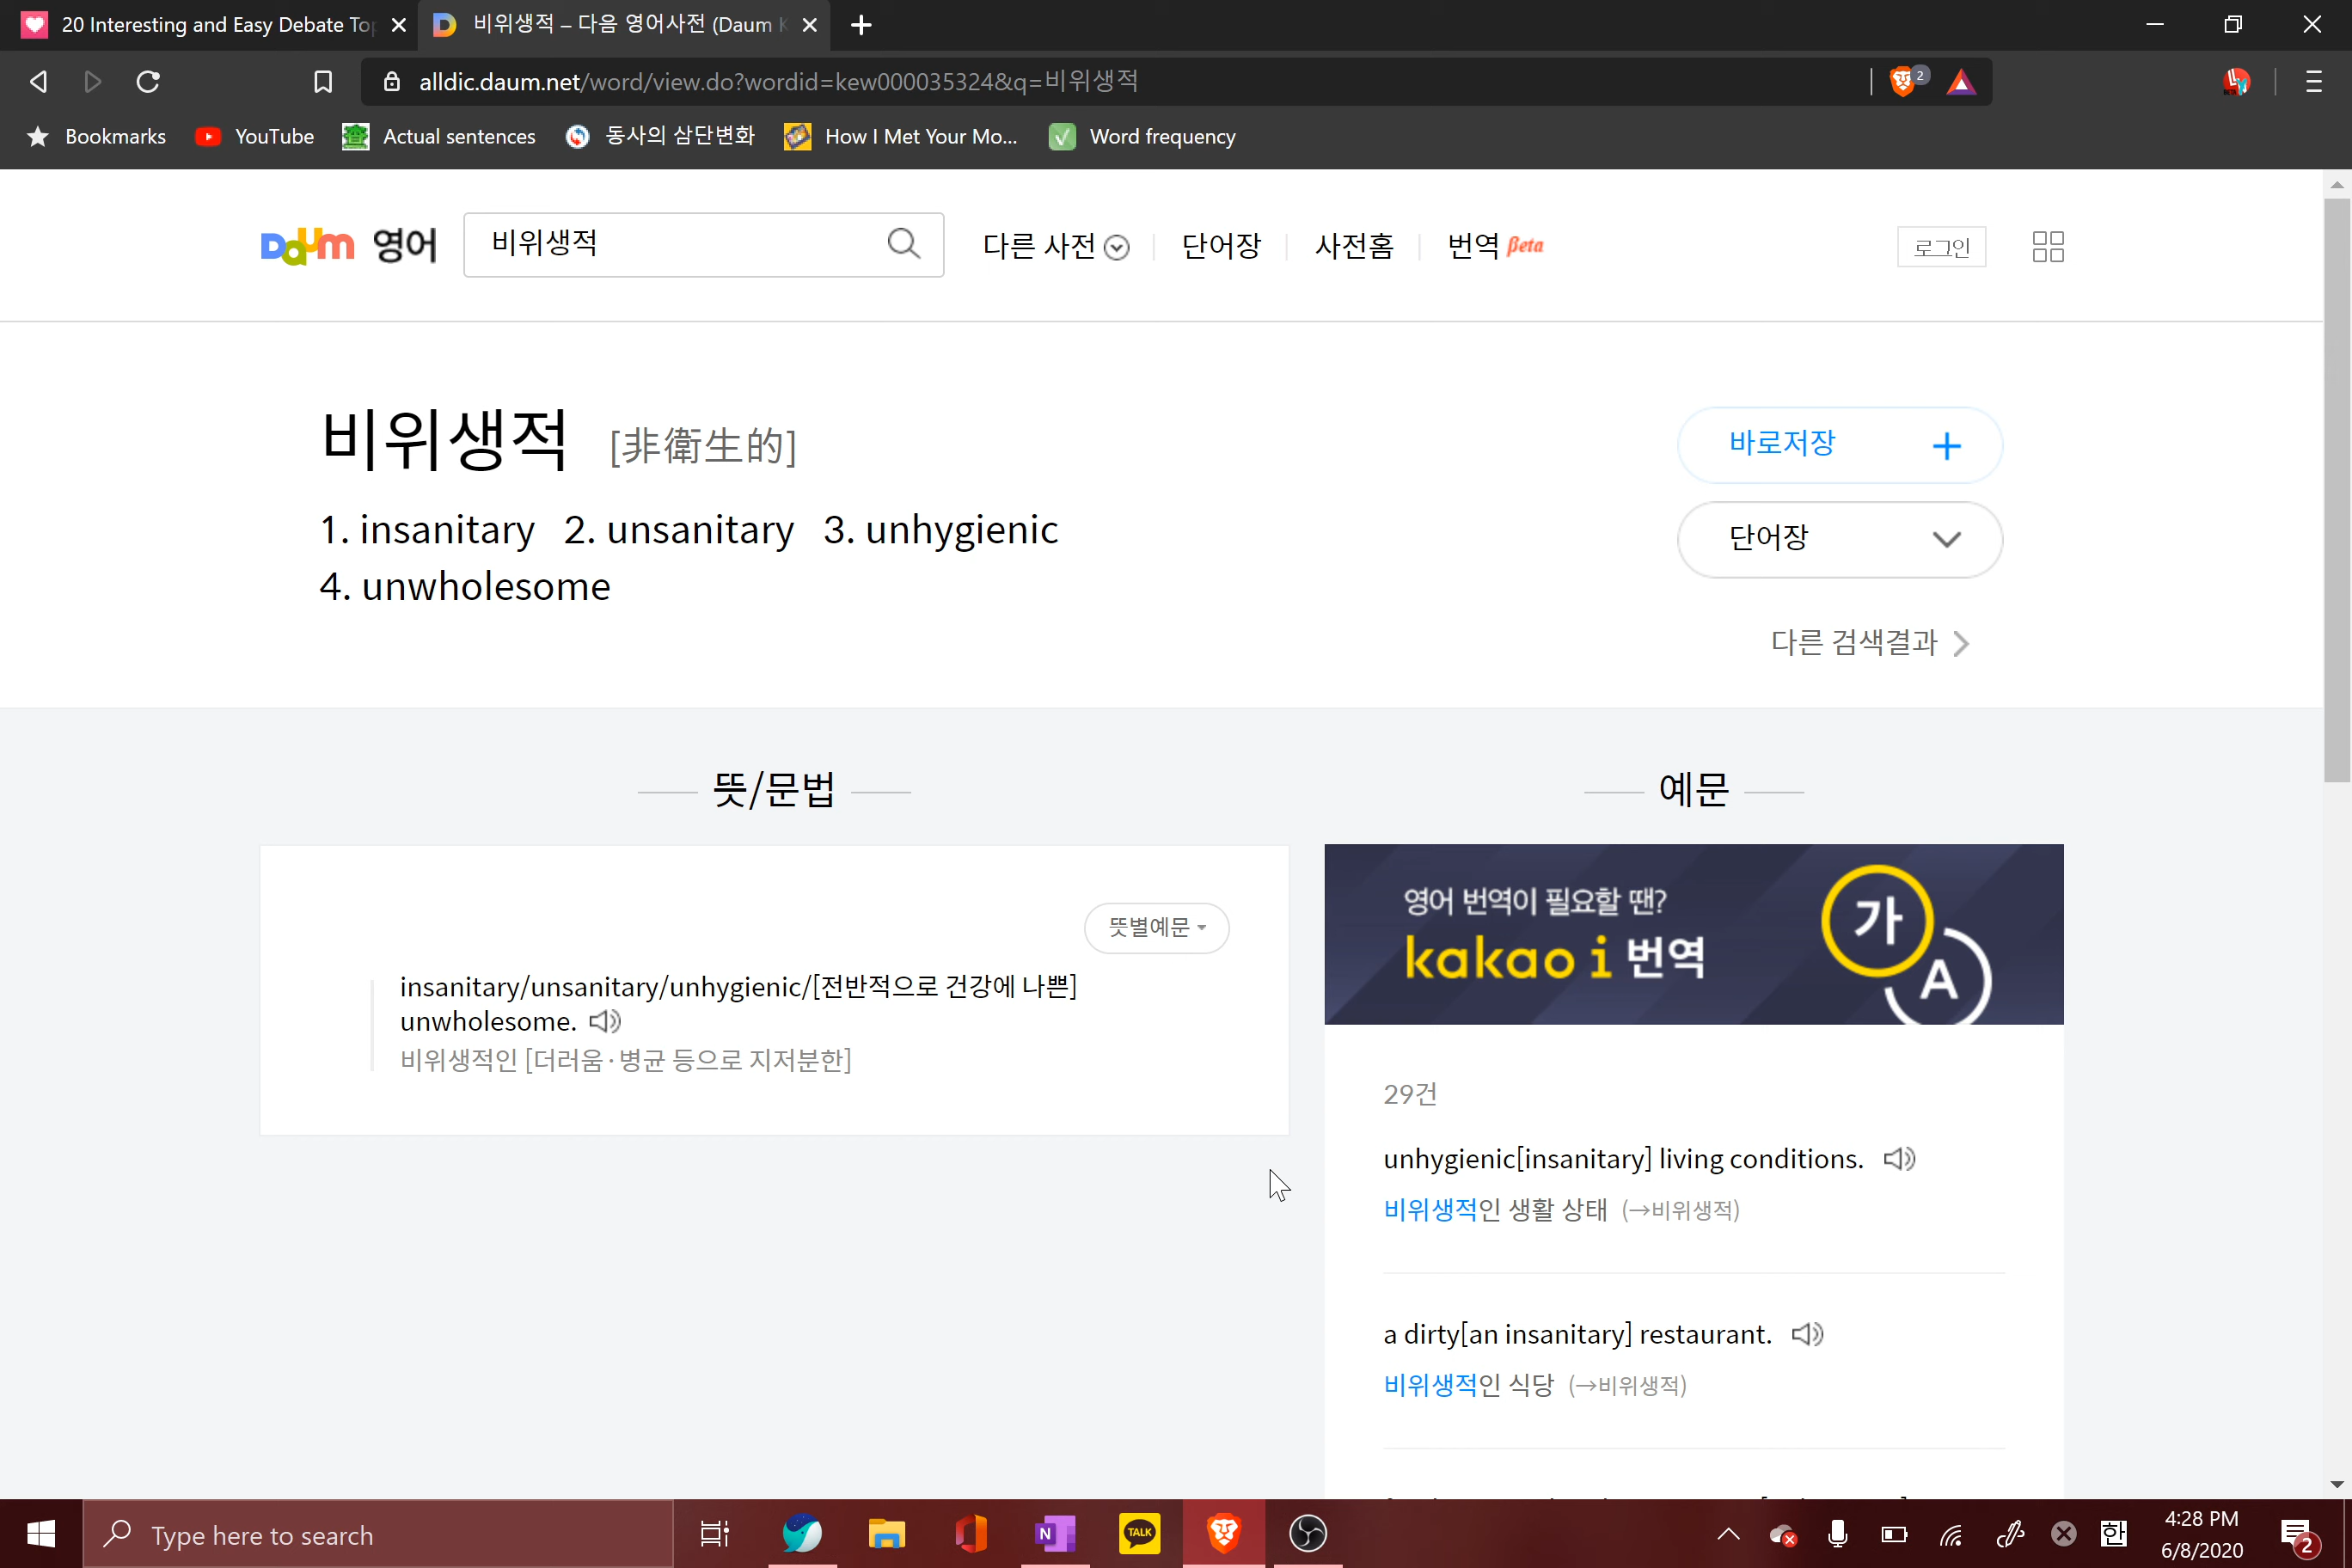 20 Interesting and Easy Debate To
비위생적 – 다음 영어사전 (Daum
alldic.daum.net/word/view.do?wordid=kew000035324&q=비위생적
2
Bookmarks
YouTube
Actual sentences
동사의 삼단변화
How I Met Your Mo...
Word frequency
Daum 영어
비위생적
다른 사전
단어장
사전홈
번역 βeta
로그인
비위생적 [非衛生的]
바로저장
1. insanitary 2. unsanitary 3. unhygienic
단어장
4. unwholesome
다른 검색결과
뜻/문법
예문
영어 번역이 필요할 땐?
kakao i 번역
가
A
뜻별예문
insanitary/unsanitary/unhygienic/[전반적으로 건강에 나쁜]
unwholesome.
비위생적인 [더러움·병균 등으로 지저분한]
29건
unhygienic[insanitary] living conditions.
비위생적인 생활 상태 (→비위생적)
a dirty[an insanitary] restaurant.
비위생적인 식당 (→비위생적)
Type here to search
N
TALK
한
4:28 PM
6/8/2020
2